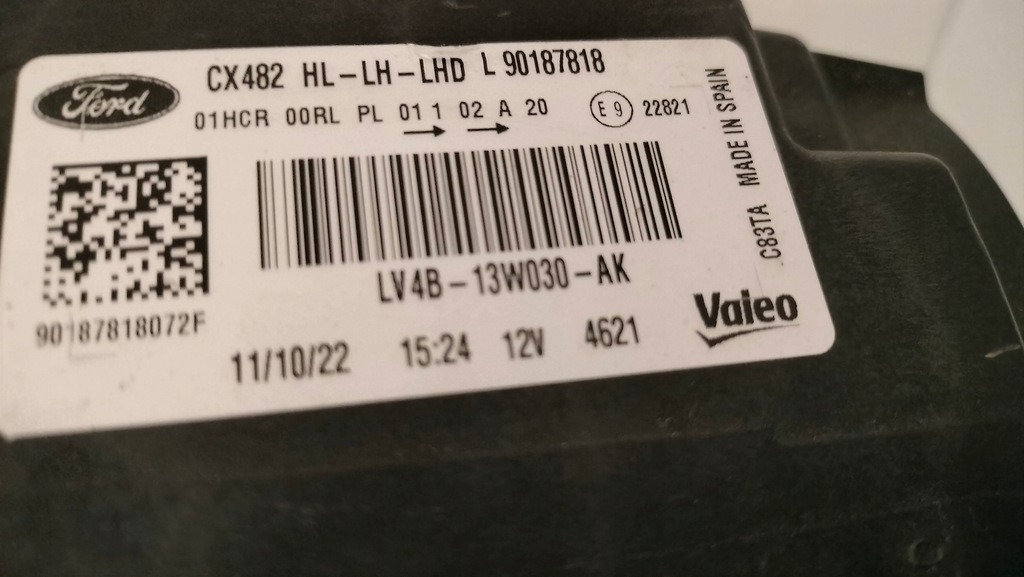 Ford
CX482 HL-LH-LHD L 90187818
01HCR 00RL PL 01 1 02 A 20 E 9 22821
LV4B-13W030-AK
90187818072F
11/10/22 15:24 12V 4621
Valeo
C83TA MADE IN SPAIN